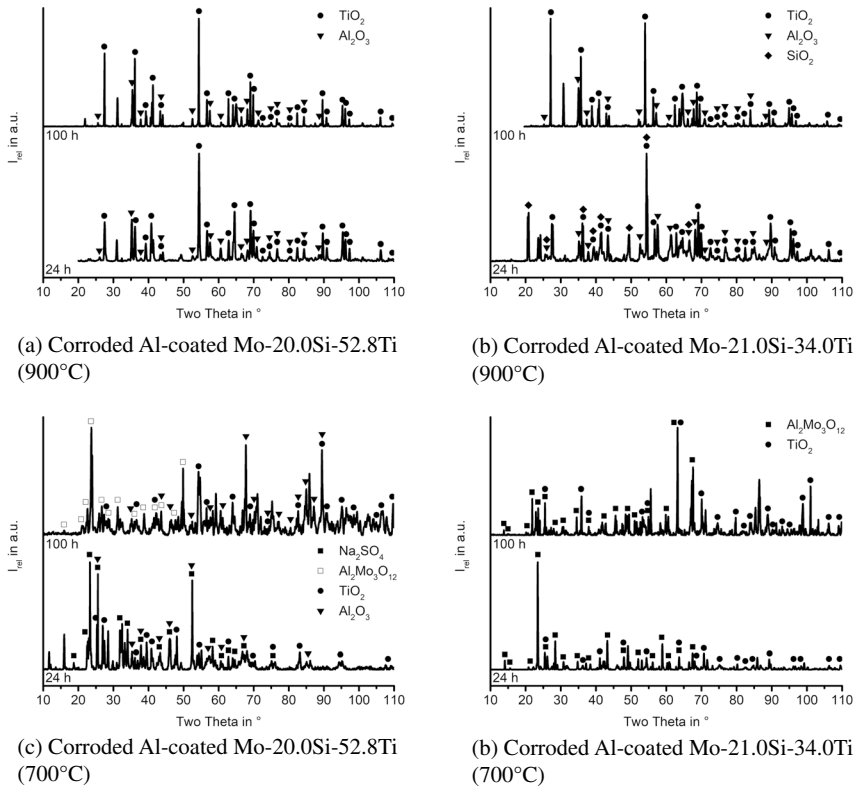 TiO2
Al2O3
100 h
24 h
Irel in a.u.
10 20 30 40 50 60 70 80 90 100 110
Two Theta in °
(a) Corroded Al-coated Mo-20.0Si-52.8Ti
(900°C)
TiO2
Al2O3
SiO2
100 h
24 h
Irel in a.u.
10 20 30 40 50 60 70 80 90 100 110
Two Theta in °
(b) Corroded Al-coated Mo-21.0Si-34.0Ti
(900°C)
100 h
Na2SO4
Al2Mo3O12
TiO2
Al2O3
24 h
Irel in a.u.
10 20 30 40 50 60 70 80 90 100 110
Two Theta in °
(c) Corroded Al-coated Mo-20.0Si-52.8Ti
(700°C)
Al2Mo3O12
TiO2
100 h
24 h
Irel in a.u.
10 20 30 40 50 60 70 80 90 100 110
Two Theta in °
(b) Corroded Al-coated Mo-21.0Si-34.0Ti
(700°C)